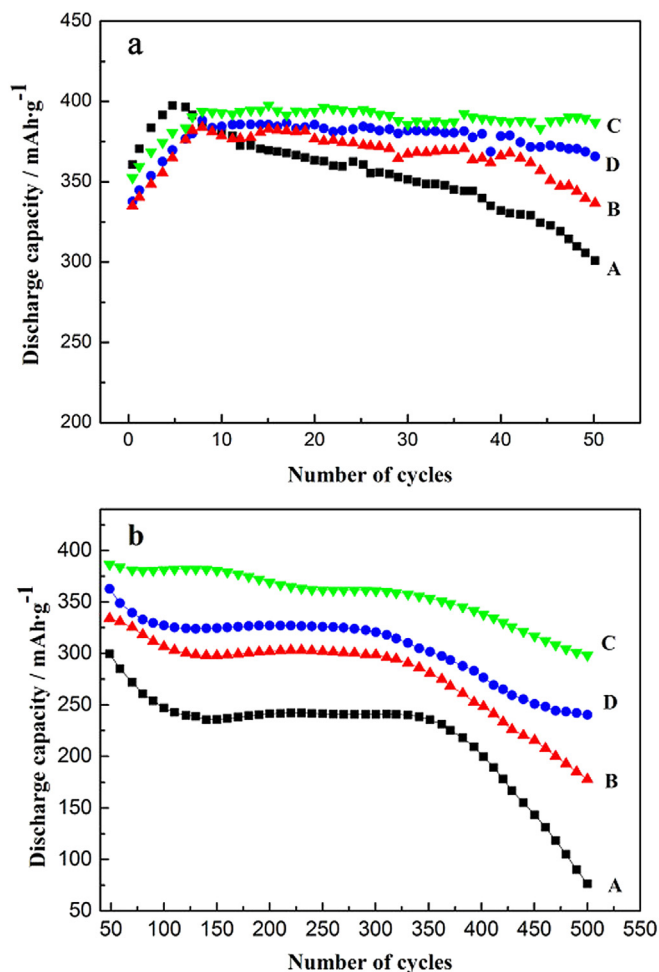 a
Discharge capacity / mAh·g⁻¹
450
400
350
300
250
200
C
D
B
A
0 10 20 30 40 50
Number of cycles
b
Discharge capacity / mAh·g⁻¹
400
350
300
250
200
150
100
50
C
D
B
A
50 100 150 200 250 300 350 400 450 500 550
Number of cycles